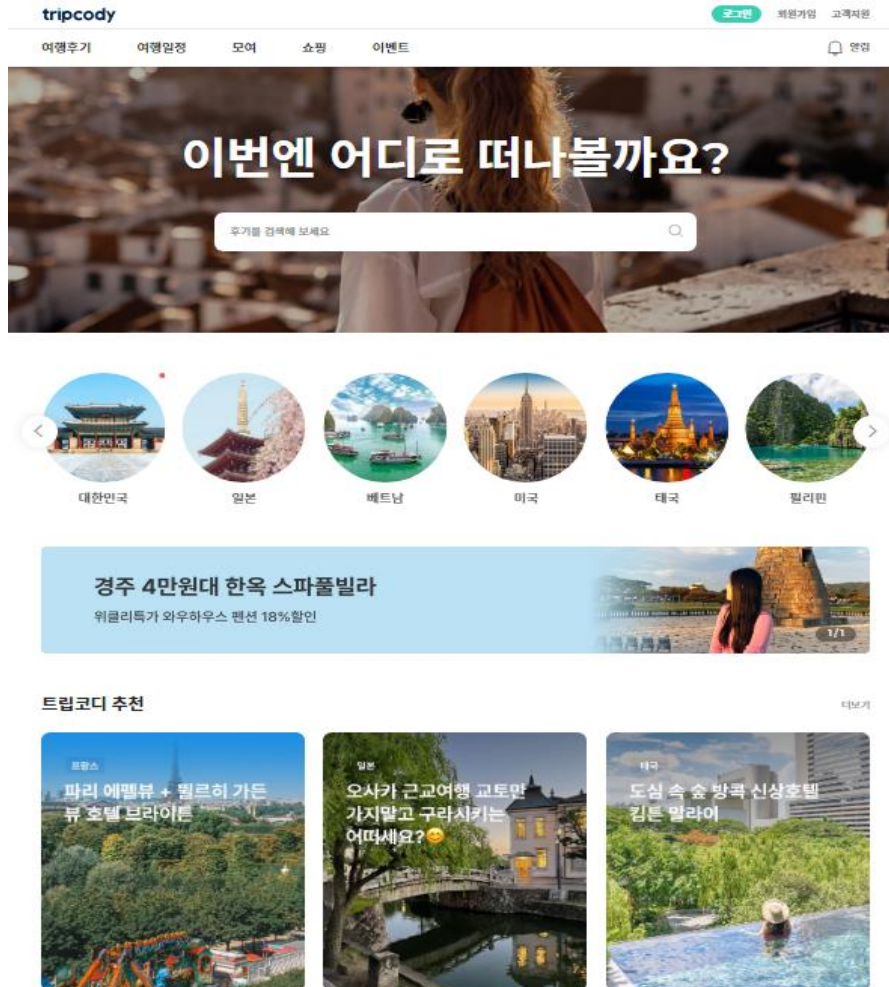 tripcody
로그인 회원가입 고객지원
여행후기 여행일정 모여 쇼핑 이벤트
알림
이번엔 어디로 떠나볼까요?
후기를 검색해 보세요
대한민국 일본 베트남 미국 태국 필리핀
경주 4만원대 한옥 스파풀빌라
위클리특가 와우하우스 펜션 18%할인
1/1
트립코디 추천
더보기
프랑스
파리 에펠뷰 + 뛸르히 가든
뷰 호텔 브라이튼
일본
오사카 근교여행 교토만
가지말고 구라시키는
어떠세요?😊
태국
도심 속 숲 방콕 신상호텔
킴튼 말라이